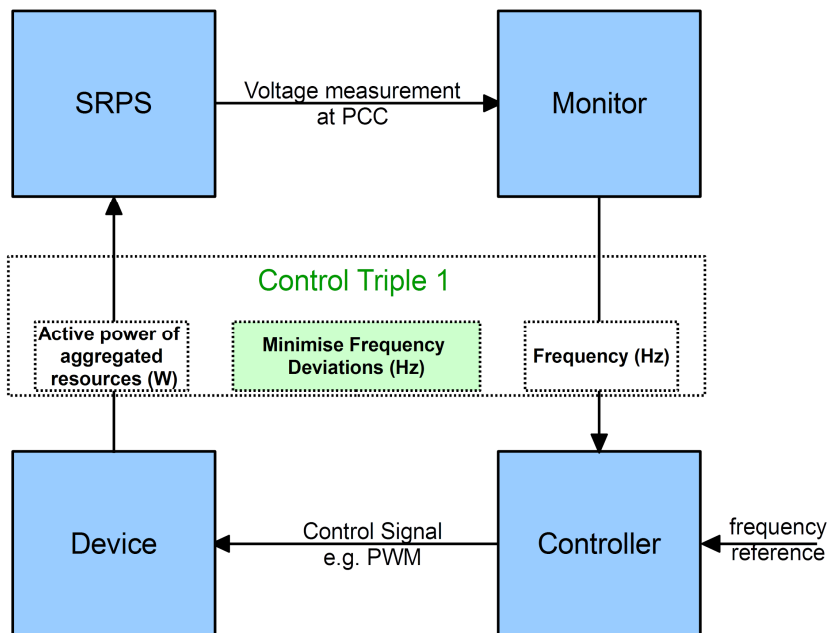 SRPS
Voltage measurement
at PCC
Monitor
Control Triple 1
Active power of
aggregated
resources (W)
Minimise Frequency
Deviations (Hz)
Frequency (Hz)
Device
Control Signal
e.g. PWM
Controller
frequency
reference